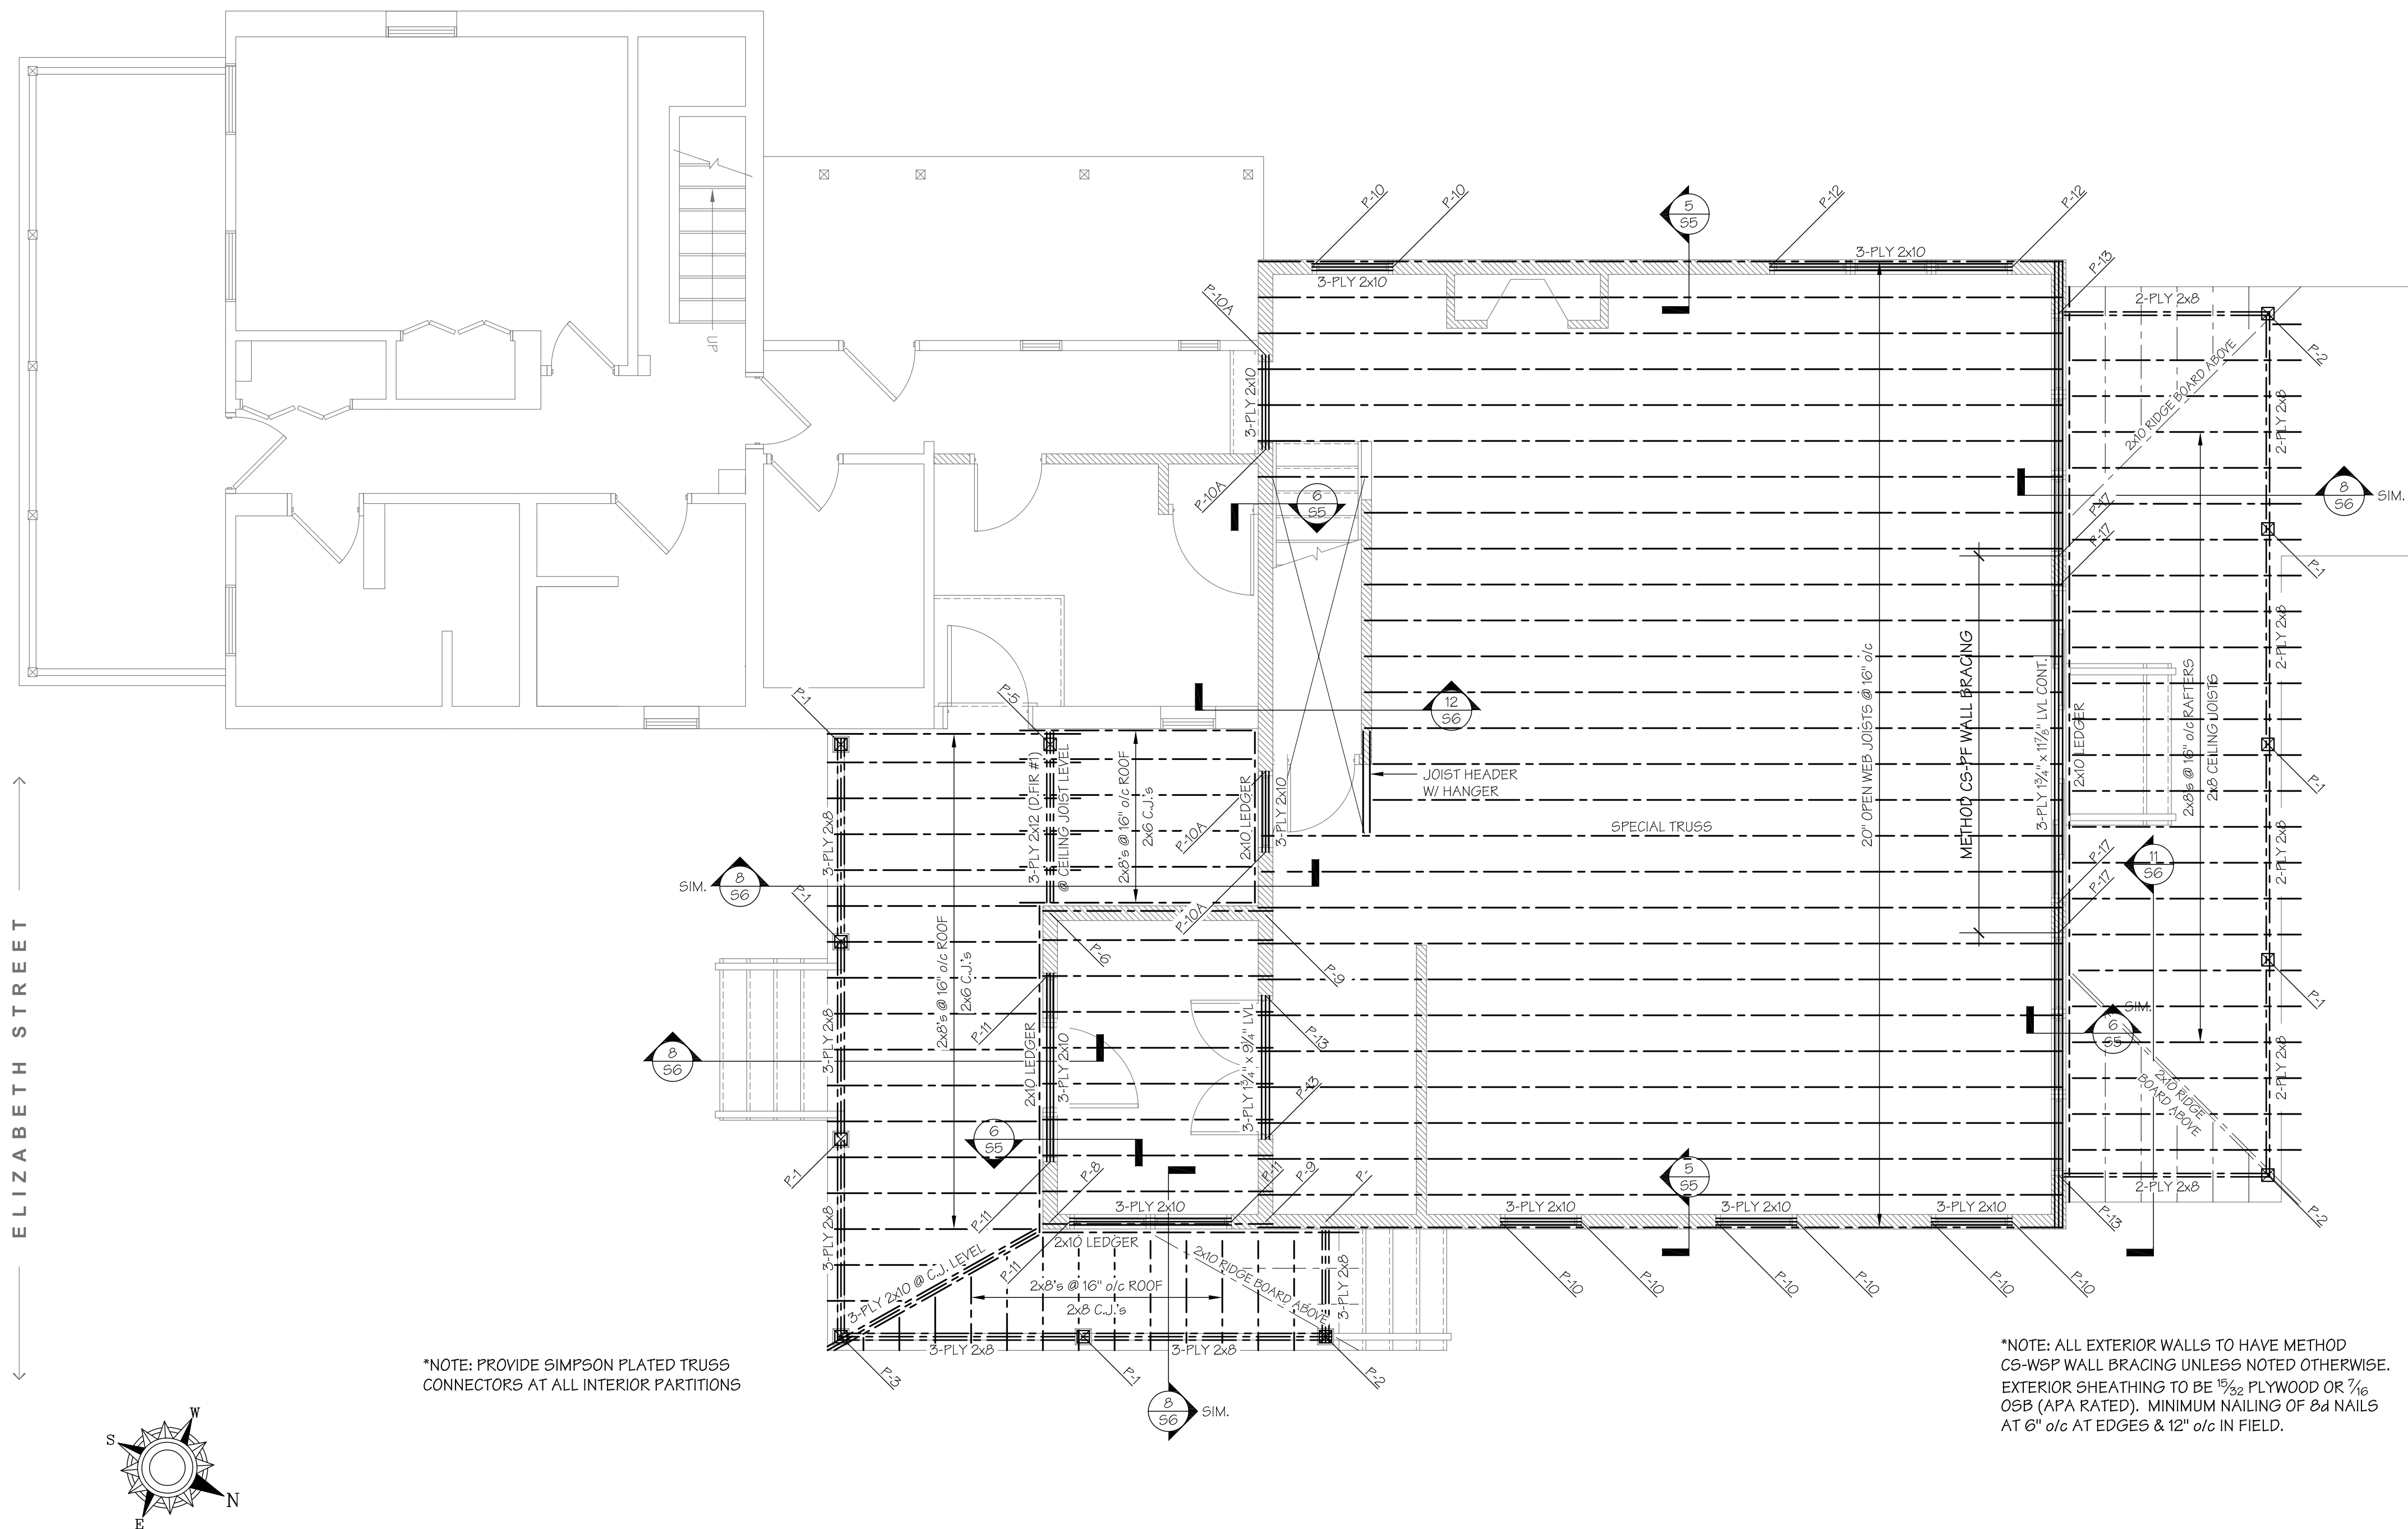 UP
P-10
P-10
P-12
P-12
5
S5
3-PLY 2x10
3-PLY 2x10
P-13
P-10A
2-PLY 2x8
P-2
2x10 RIDGE BOARD ABOVE
3-PLY 2x10
2-PLY 2x8
P-10A
6
S5
8
S6
SIM.
P-17
P-17
P-1
2-PLY 2x8
METHOD CS-PF WALL BRACING
20" OPEN WEB JOISTS @ 16" o/c
3-PLY 1¾" x 11⅞" LVL CONT.
2x10 LEDGER
2x8's @ 16" o/c RAFTERS
2x8 CEILING JOISTS
P-1
P-5
12
S6
P-1
3-PLY 2x8
3-PLY 2x12 (D.FIR #1)
@ CEILING JOIST LEVEL
2x8's @ 16" o/c ROOF
2x6 C.J.'s
P-10A
2x10 LEDGER
3-PLY 2x10
JOIST HEADER
W/ HANGER
SPECIAL TRUSS
2-PLY 2x8
P-17
P-17
11
S6
SIM.
8
S6
P-1
P-10A
P-6
P-9
P-1
2x8's @ 16" o/c ROOF
2x6 C.J.'s
3-PLY 2x8
P-11
2x10 LEDGER
3-PLY 2x10
3-PLY 1¾" x 9¼" LVL
P-13
P-13
SIM.
6
S5
2-PLY 2x8
2x10 RIDGE
BOARD ABOVE
8
S6
6
S5
P-1
P-8
P-11
P-9
P-
5
S5
2-PLY 2x8
P-2
P-13
P-11
3-PLY 2x10
3-PLY 2x10
3-PLY 2x10
3-PLY 2x10
3-PLY 2x8
2x10 LEDGER
P-11
3-PLY 2x10 @ C.J. LEVEL
2x8's @ 16" o/c ROOF
2x8 C.J.'s
2x10 RIDGE BOARD ABOVE
3-PLY 2x8
P-10
P-10
P-10
P-10
P-10
P-10
3-PLY 2x8
3-PLY 2x8
P-3
P-1
P-2
8
S6
SIM.
ELIZABETH STREET
*NOTE: PROVIDE SIMPSON PLATED TRUSS
CONNECTORS AT ALL INTERIOR PARTITIONS
*NOTE: ALL EXTERIOR WALLS TO HAVE METHOD
CS-WSP WALL BRACING UNLESS NOTED OTHERWISE.
EXTERIOR SHEATHING TO BE 15/32 PLYWOOD OR 7/16
OSB (APA RATED). MINIMUM NAILING OF 8d NAILS
AT 6" o/c AT EDGES & 12" o/c IN FIELD.
W
S
N
E